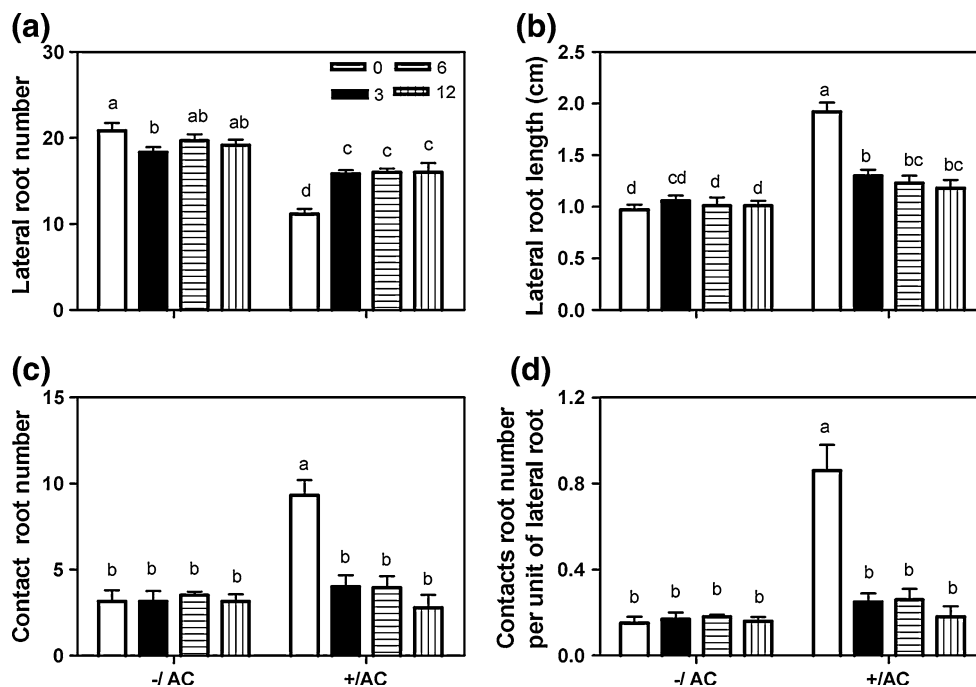 (a)
Lateral root number
30
20
10
0
0 6
3 12
a b ab ab d c c c
(b)
Lateral root length (cm)
2.5
2.0
1.5
1.0
0.5
0.0
d cd d d a b bc bc
(c)
Contact root number
15
10
5
0
b b b b a b b b
-/ AC +/AC
(d)
Contacts root number
per unit of lateral root
1.2
0.8
0.4
0.0
b b b b a b b b
-/ AC +/AC